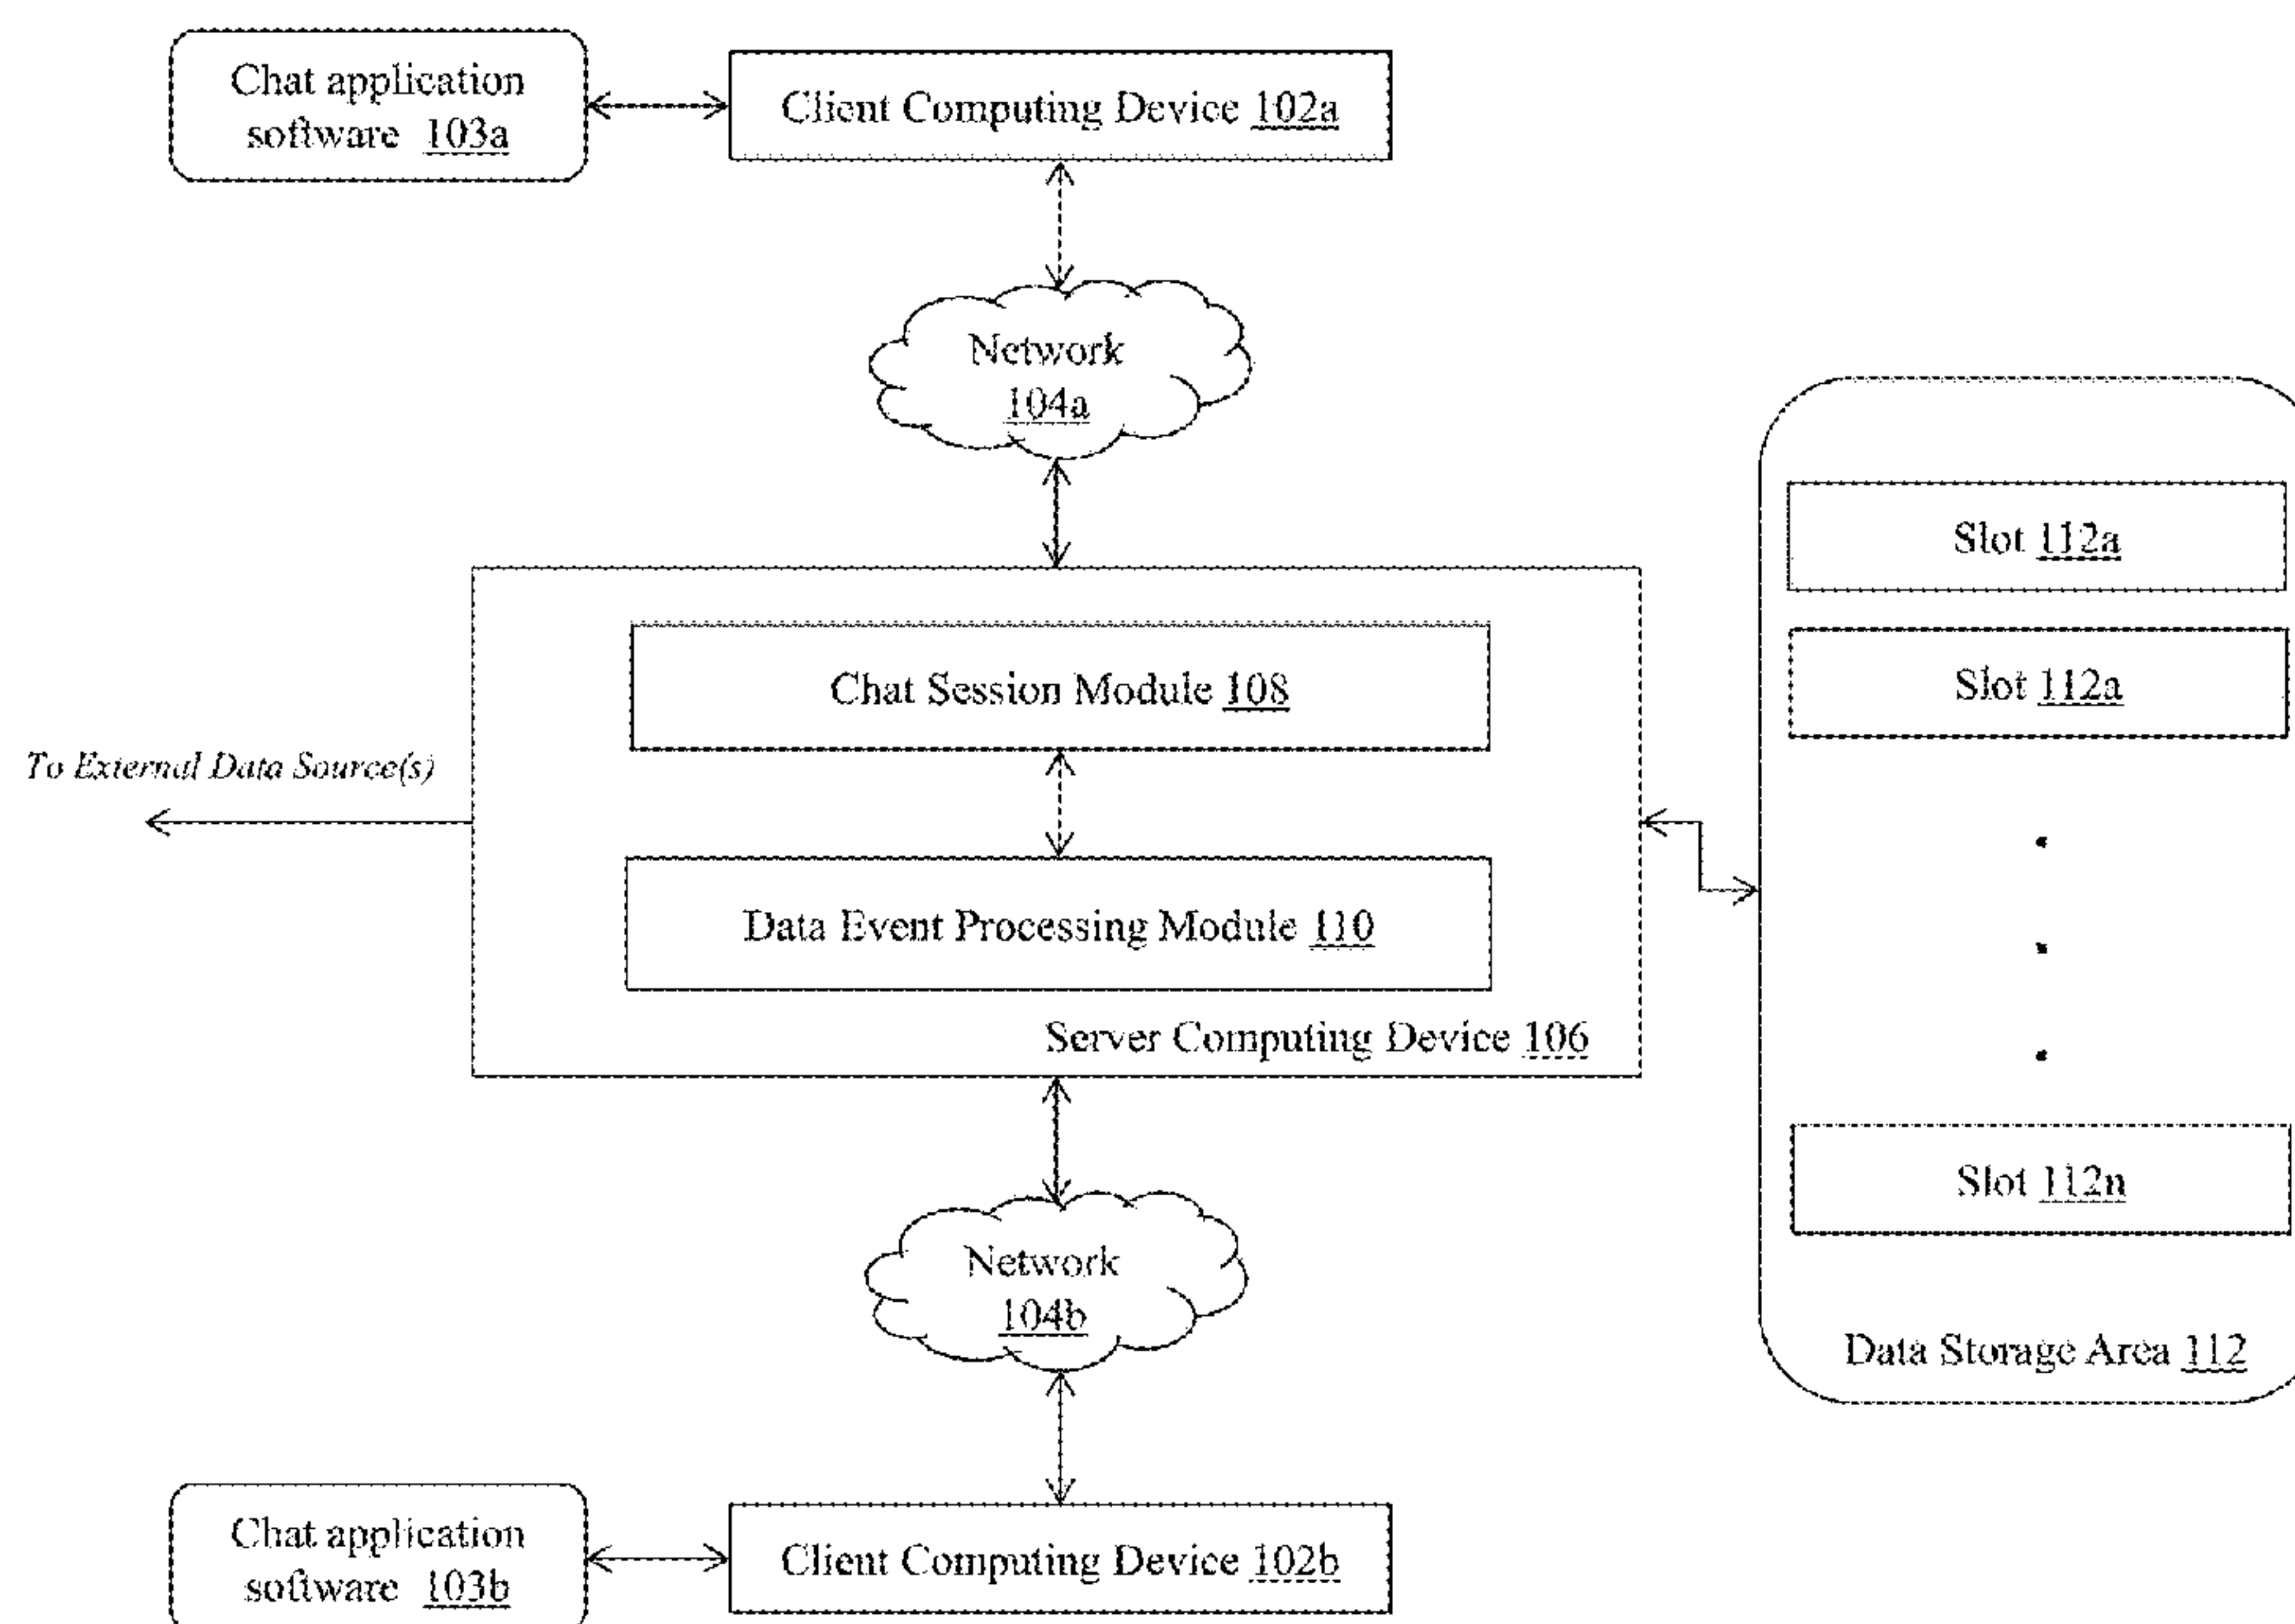 Chat application
software 103a
Client Computing Device 102a
Network
104a
Slot 112a
Chat Session Module 108
Slot 112a
To External Data Source(s)
Data Event Processing Module 110
Server Computing Device 106
Slot 112n
Network
104b
Data Storage Area 112
Chat application
software 103b
Client Computing Device 102b